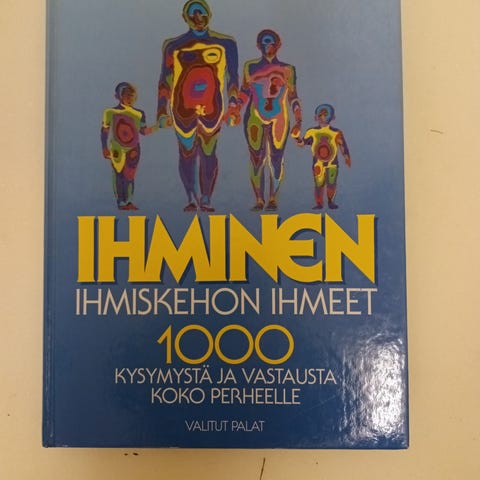 IHMINEN
IHMISKEHON IHMEET
1000
KYSYMYSTÄ JA VASTAUSTA
KOKO PERHEELLE
VALITUT PALAT